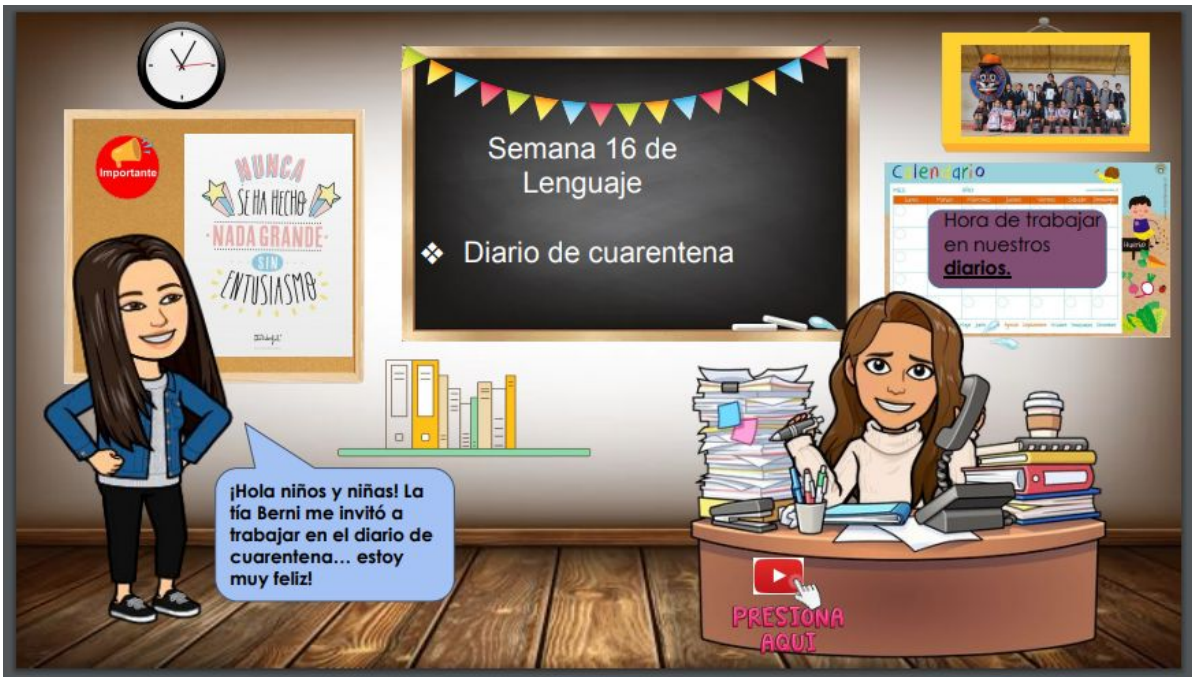 Importante
NUNCA
SE HA HECHO
NADA GRANDE
SIN
ENTUSIASMO
Semana 16 de
Lenguaje
❖ Diario de cuarentena
Calendario
Hora de trabajar
en nuestros
diarios.
Huerto
¡Hola niños y niñas! La
tía Berni me invitó a
trabajar en el diario de
cuarentena... estoy
muy feliz!
PRESIONA
AQUI